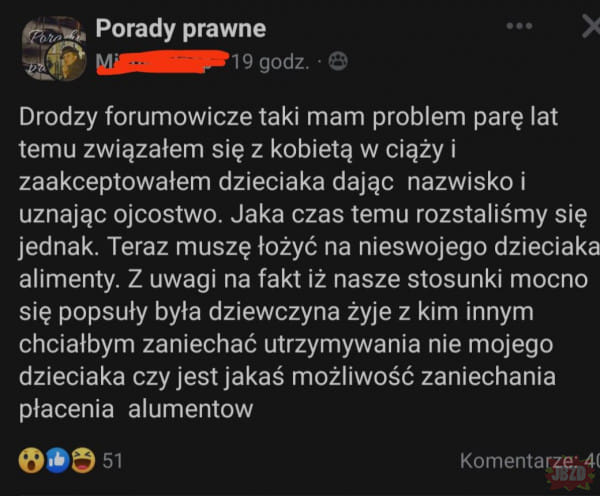 Porady prawne
19 godz.
Drodzy forumowicze taki mam problem parę lat
temu związałem się z kobietą w ciąży i
zaakceptowałem dzieciaka dając nazwisko i
uznając ojcostwo. Jaka czas temu rozstaliśmy się
jednak. Teraz muszę łożyć na nieswojego dzieciaka
alimenty. Z uwagi na fakt iż nasze stosunki mocno
się popsuły była dziewczyna żyje z kim innym
chciałbym zaniechać utrzymywania nie mojego
dzieciaka czy jest jakaś możliwość zaniechania
płacenia alumentow
51
Komentarze: 40
JBZD